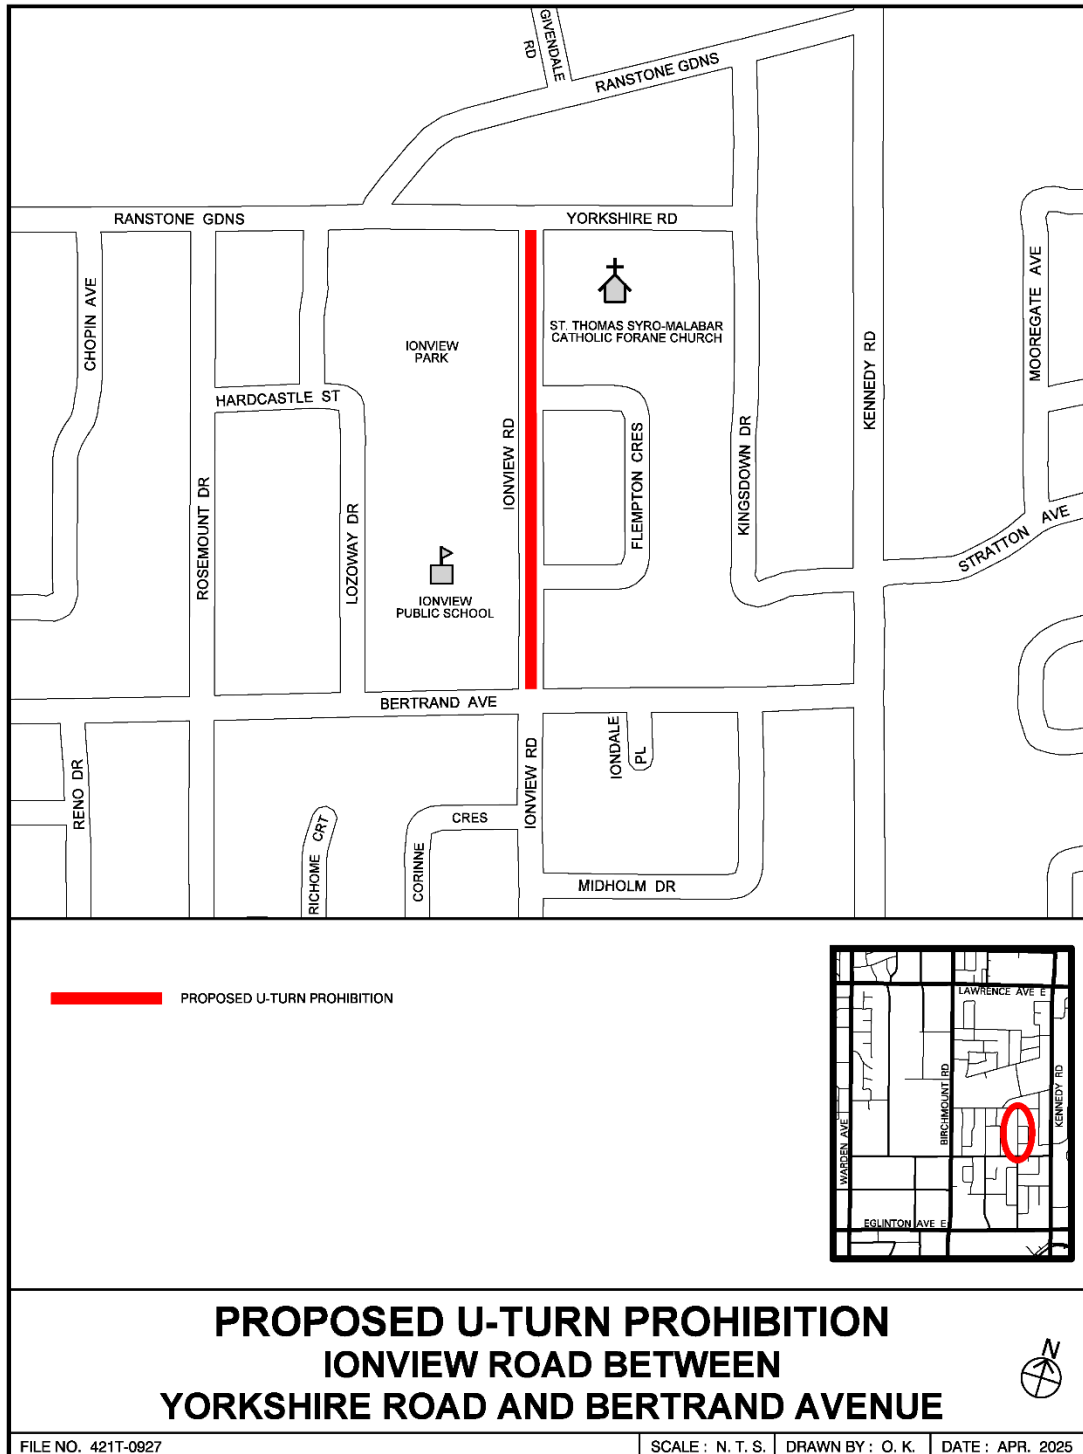 GIVENDALE
RD
RANSTONE GDNS
RANSTONE GDNS
YORKSHIRE RD
CHOPIN AVE
ST. THOMAS SYRO-MALABAR
CATHOLIC FORANE CHURCH
IONVIEW
PARK
MOOREGATE AVE
KENNEDY RD
HARDCASTLE ST
IONVIEW RD
FLEMPTON CRES
KINGSDOWN DR
ROSEMOUNT DR
LOZOWAY DR
STRATTON AVE
IONVIEW
PUBLIC SCHOOL
BERTRAND AVE
RENO DR
IONVIEW RD
IONDALE
PL
RICHOME CRT
CORINNE
CRES
MIDHOLM DR
PROPOSED U-TURN PROHIBITION
LAWRENCE AVE E
BIRCHMOUNT RD
KENNEDY RD
WARDEN AVE
EGLINTON AVE E
PROPOSED U-TURN PROHIBITION
IONVIEW ROAD BETWEEN
YORKSHIRE ROAD AND BERTRAND AVENUE
N
FILE NO. 421T-0927
SCALE : N. T. S.
DRAWN BY : O. K.
DATE : APR. 2025